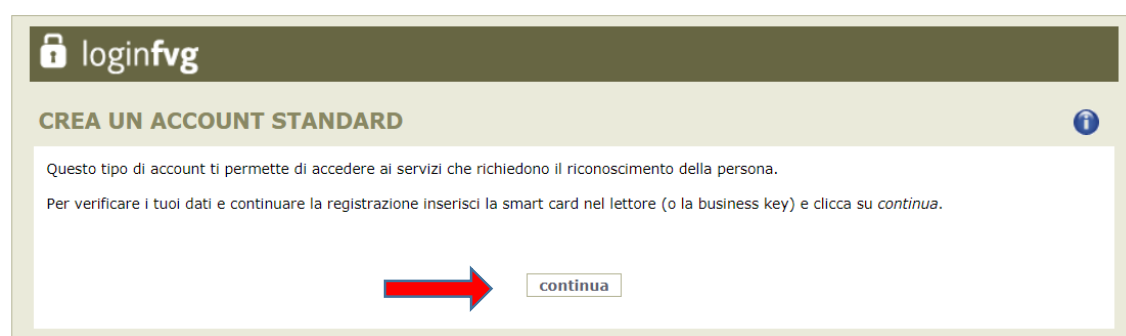 loginfvg
CREA UN ACCOUNT STANDARD
Questo tipo di account ti permette di accedere ai servizi che richiedono il riconoscimento della persona.
Per verificare i tuoi dati e continuare la registrazione inserisci la smart card nel lettore (o la business key) e clicca su continua.
continua